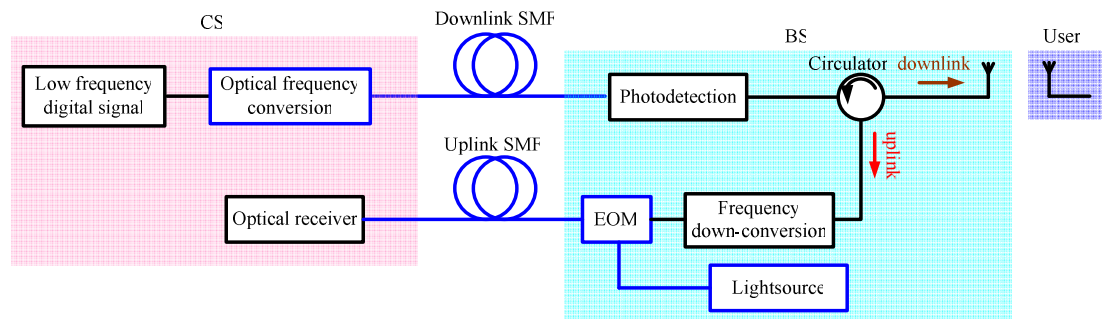 CS
Downlink SMF
BS
User
Low frequency
digital signal
Optical frequency
conversion
Photodetection
Circulator
downlink
Uplink SMF
uplink
Optical receiver
EOM
Frequency
down-conversion
Lightsource